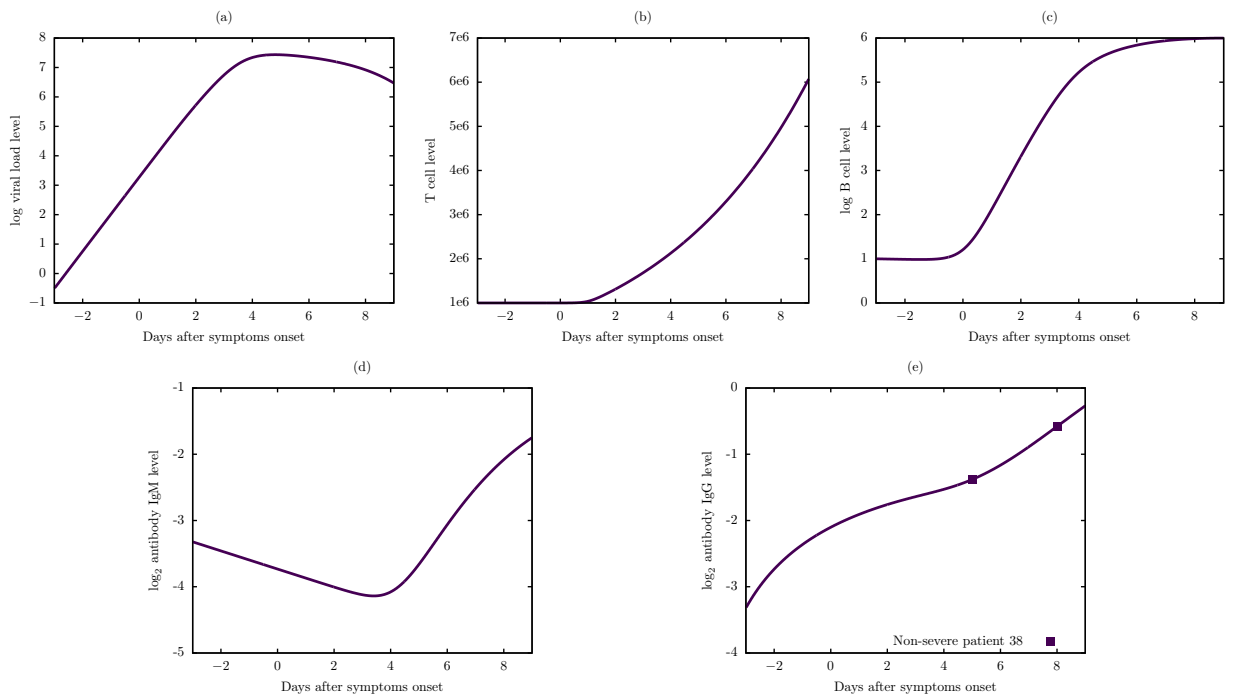 (a)
8
7
6
5
4
3
2
1
0
−1
log viral load level
−2 0 2 4 6 8
Days after symptoms onset
(b)
7e6
6e6
5e6
4e6
3e6
2e6
1e6
T cell level
−2 0 2 4 6 8
Days after symptoms onset
(c)
6
5
4
3
2
1
0
log B cell level
−2 0 2 4 6 8
Days after symptoms onset
(d)
-1
-2
-3
-4
-5
log₂ antibody IgM level
−2 0 2 4 6 8
Days after symptoms onset
(e)
0
-1
-2
-3
-4
log₂ antibody IgG level
Non-severe patient 38
−2 0 2 4 6 8
Days after symptoms onset